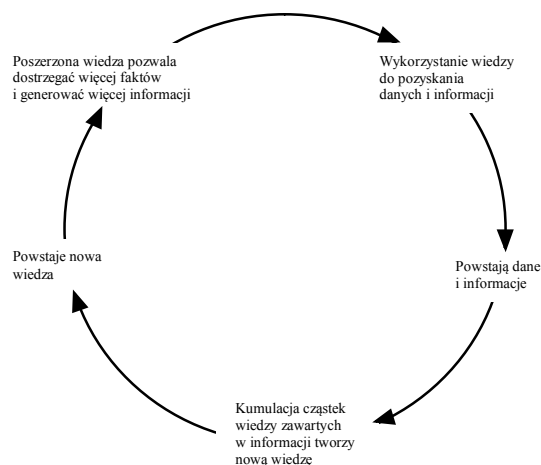 Poszerzona wiedza pozwala
dostrzegać więcej faktów
i generować więcej informacji
Wykorzystanie wiedzy
do pozyskania
danych i informacji
Powstają dane
i informacje
Kumulacja cząstek
wiedzy zawartych
w informacji tworzy
nową wiedzę
Powstaje nowa
wiedza